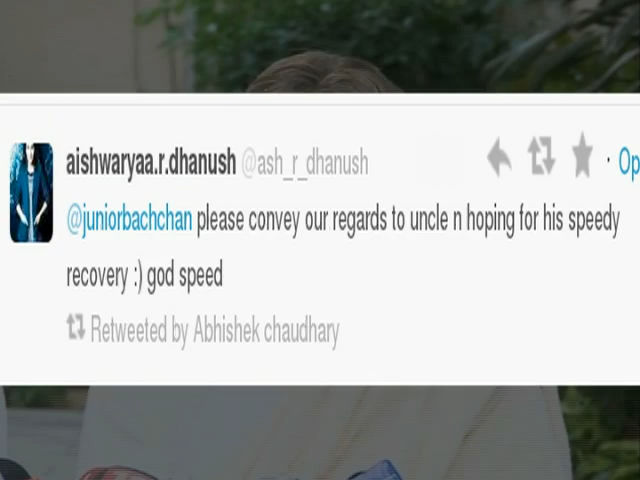 aishwaryaa.r.dhanush @ash_r_dhanush · Op
@juniorbachchan please convey our regards to uncle n hoping for his speedy
recovery :) god speed
Retweeted by Abhishek chaudhary